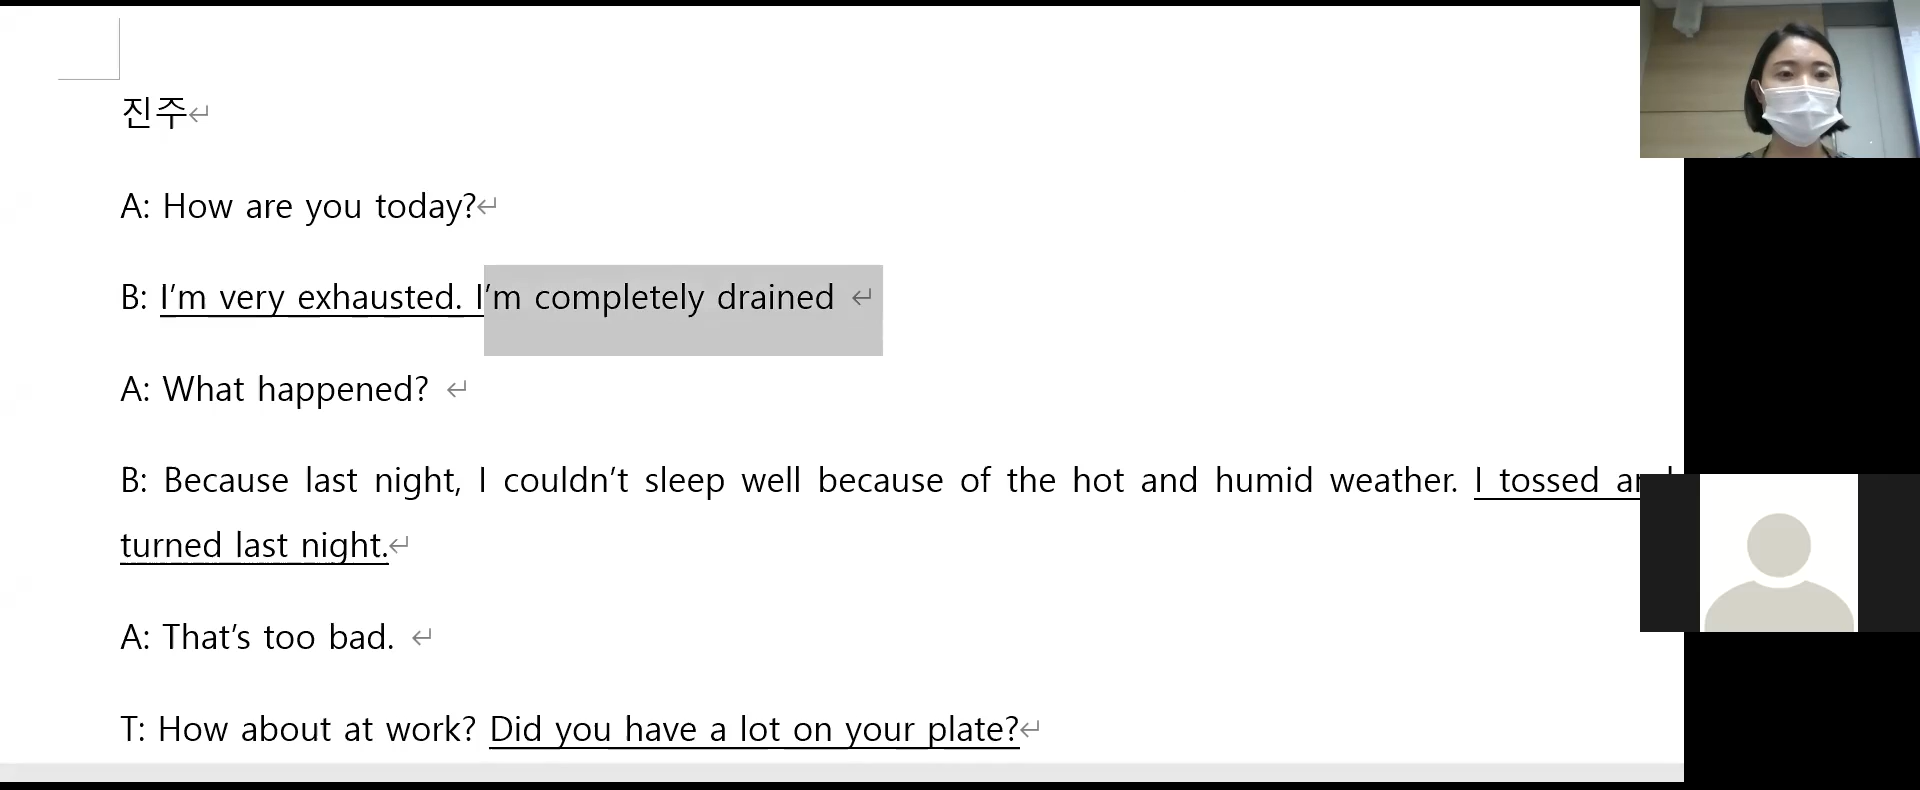 진주
A: How are you today?
B: I'm very exhausted. I'm completely drained
A: What happened?
B: Because last night, I couldn't sleep well because of the hot and humid weather. I tossed
turned last night.
A: That's too bad.
T: How about at work? Did you have a lot on your plate?